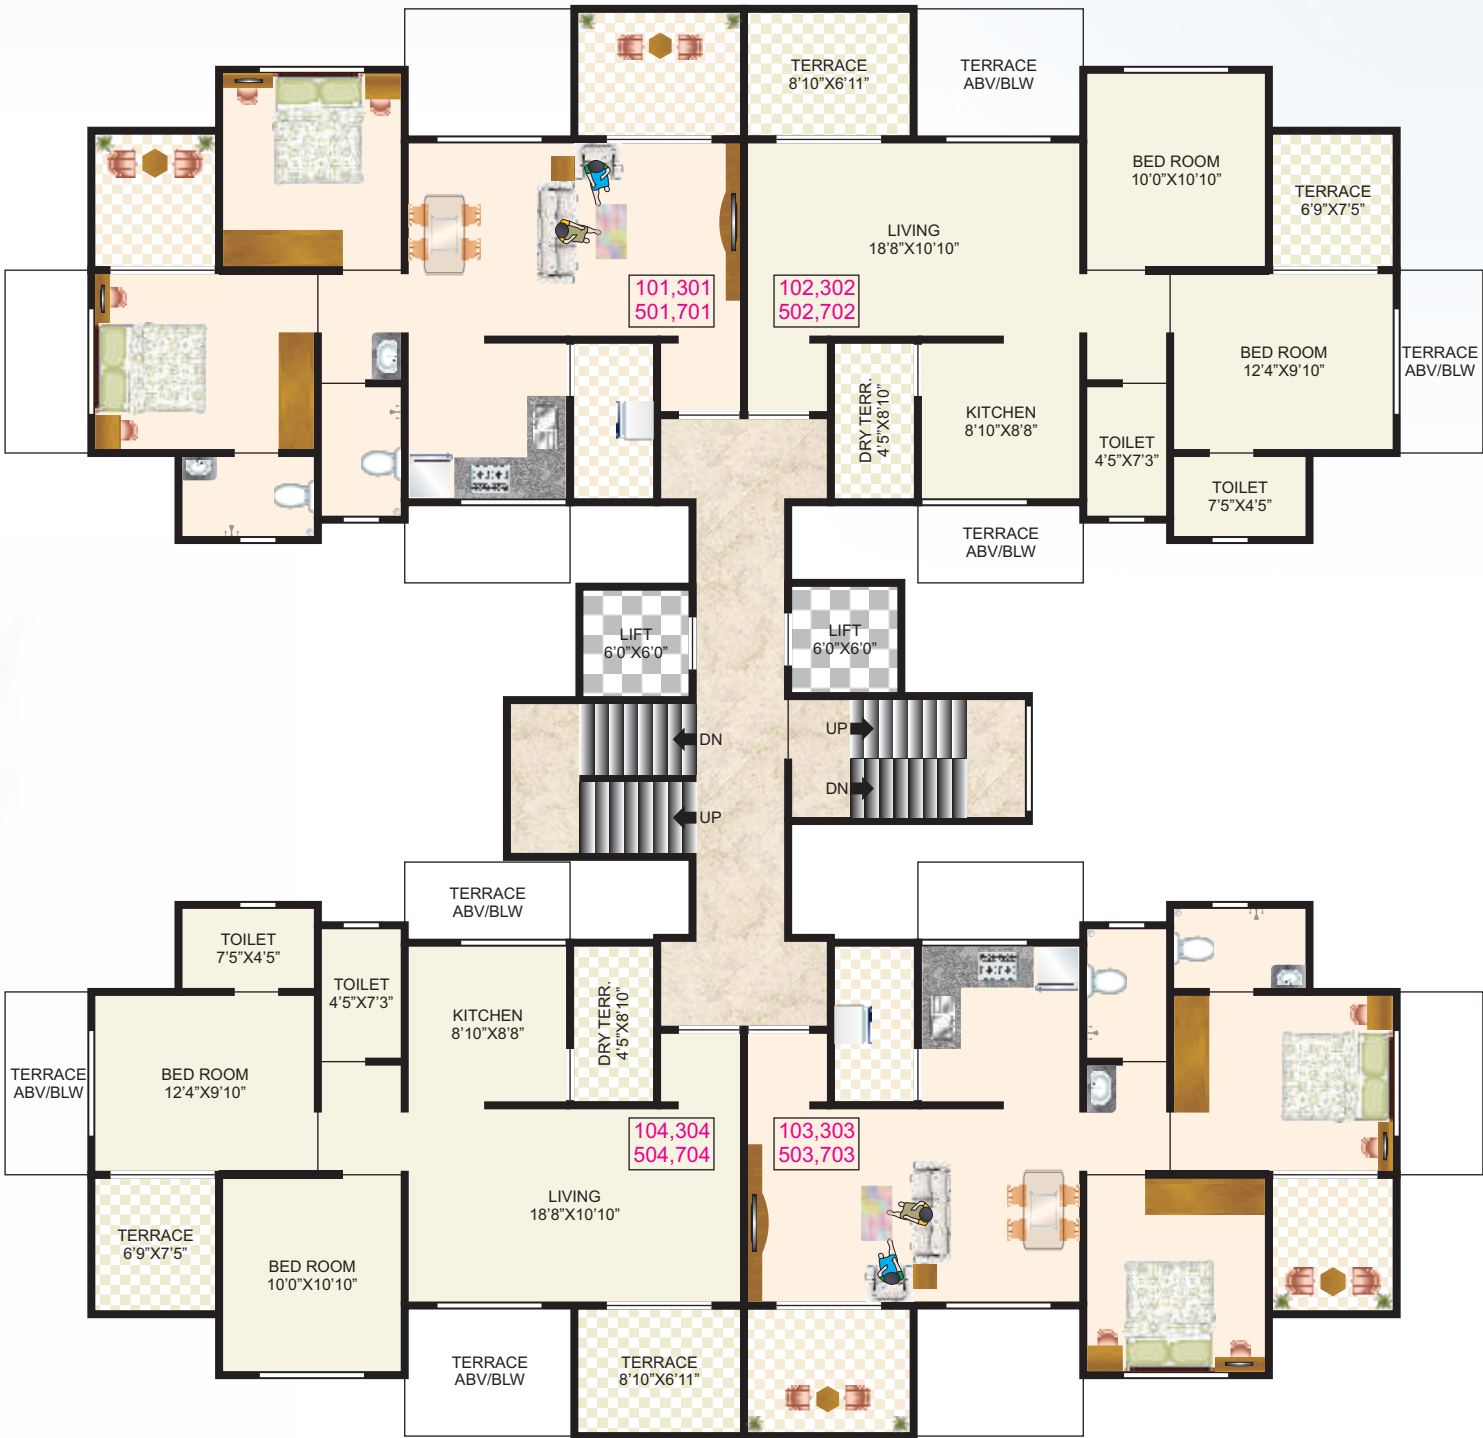 TERRACE
8'10"X6'11"
TERRACE
ABV/BLW
BED ROOM
10'0"X10'10"
TERRACE
6'9"X7'5"
LIVING
18'8"X10'10"
101,301
501,701
102,302
502,702
BED ROOM
12'4"X9'10"
TERRACE
ABV/BLW
DRY TERR.
4'5"X8'10"
KITCHEN
8'10"X8'8"
TOILET
4'5"X7'3"
TOILET
7'5"X4'5"
TERRACE
ABV/BLW
LIFT
6'0"X6'0"
LIFT
6'0"X6'0"
DN
UP
UP
DN
TERRACE
ABV/BLW
TOILET
7'5"X4'5"
TOILET
4'5"X7'3"
KITCHEN
8'10"X8'8"
DRY TERR.
4'5"X8'10"
TERRACE
ABV/BLW
BED ROOM
12'4"X9'10"
104,304
504,704
103,303
503,703
LIVING
18'8"X10'10"
TERRACE
6'9"X7'5"
BED ROOM
10'0"X10'10"
TERRACE
ABV/BLW
TERRACE
8'10"X6'11"